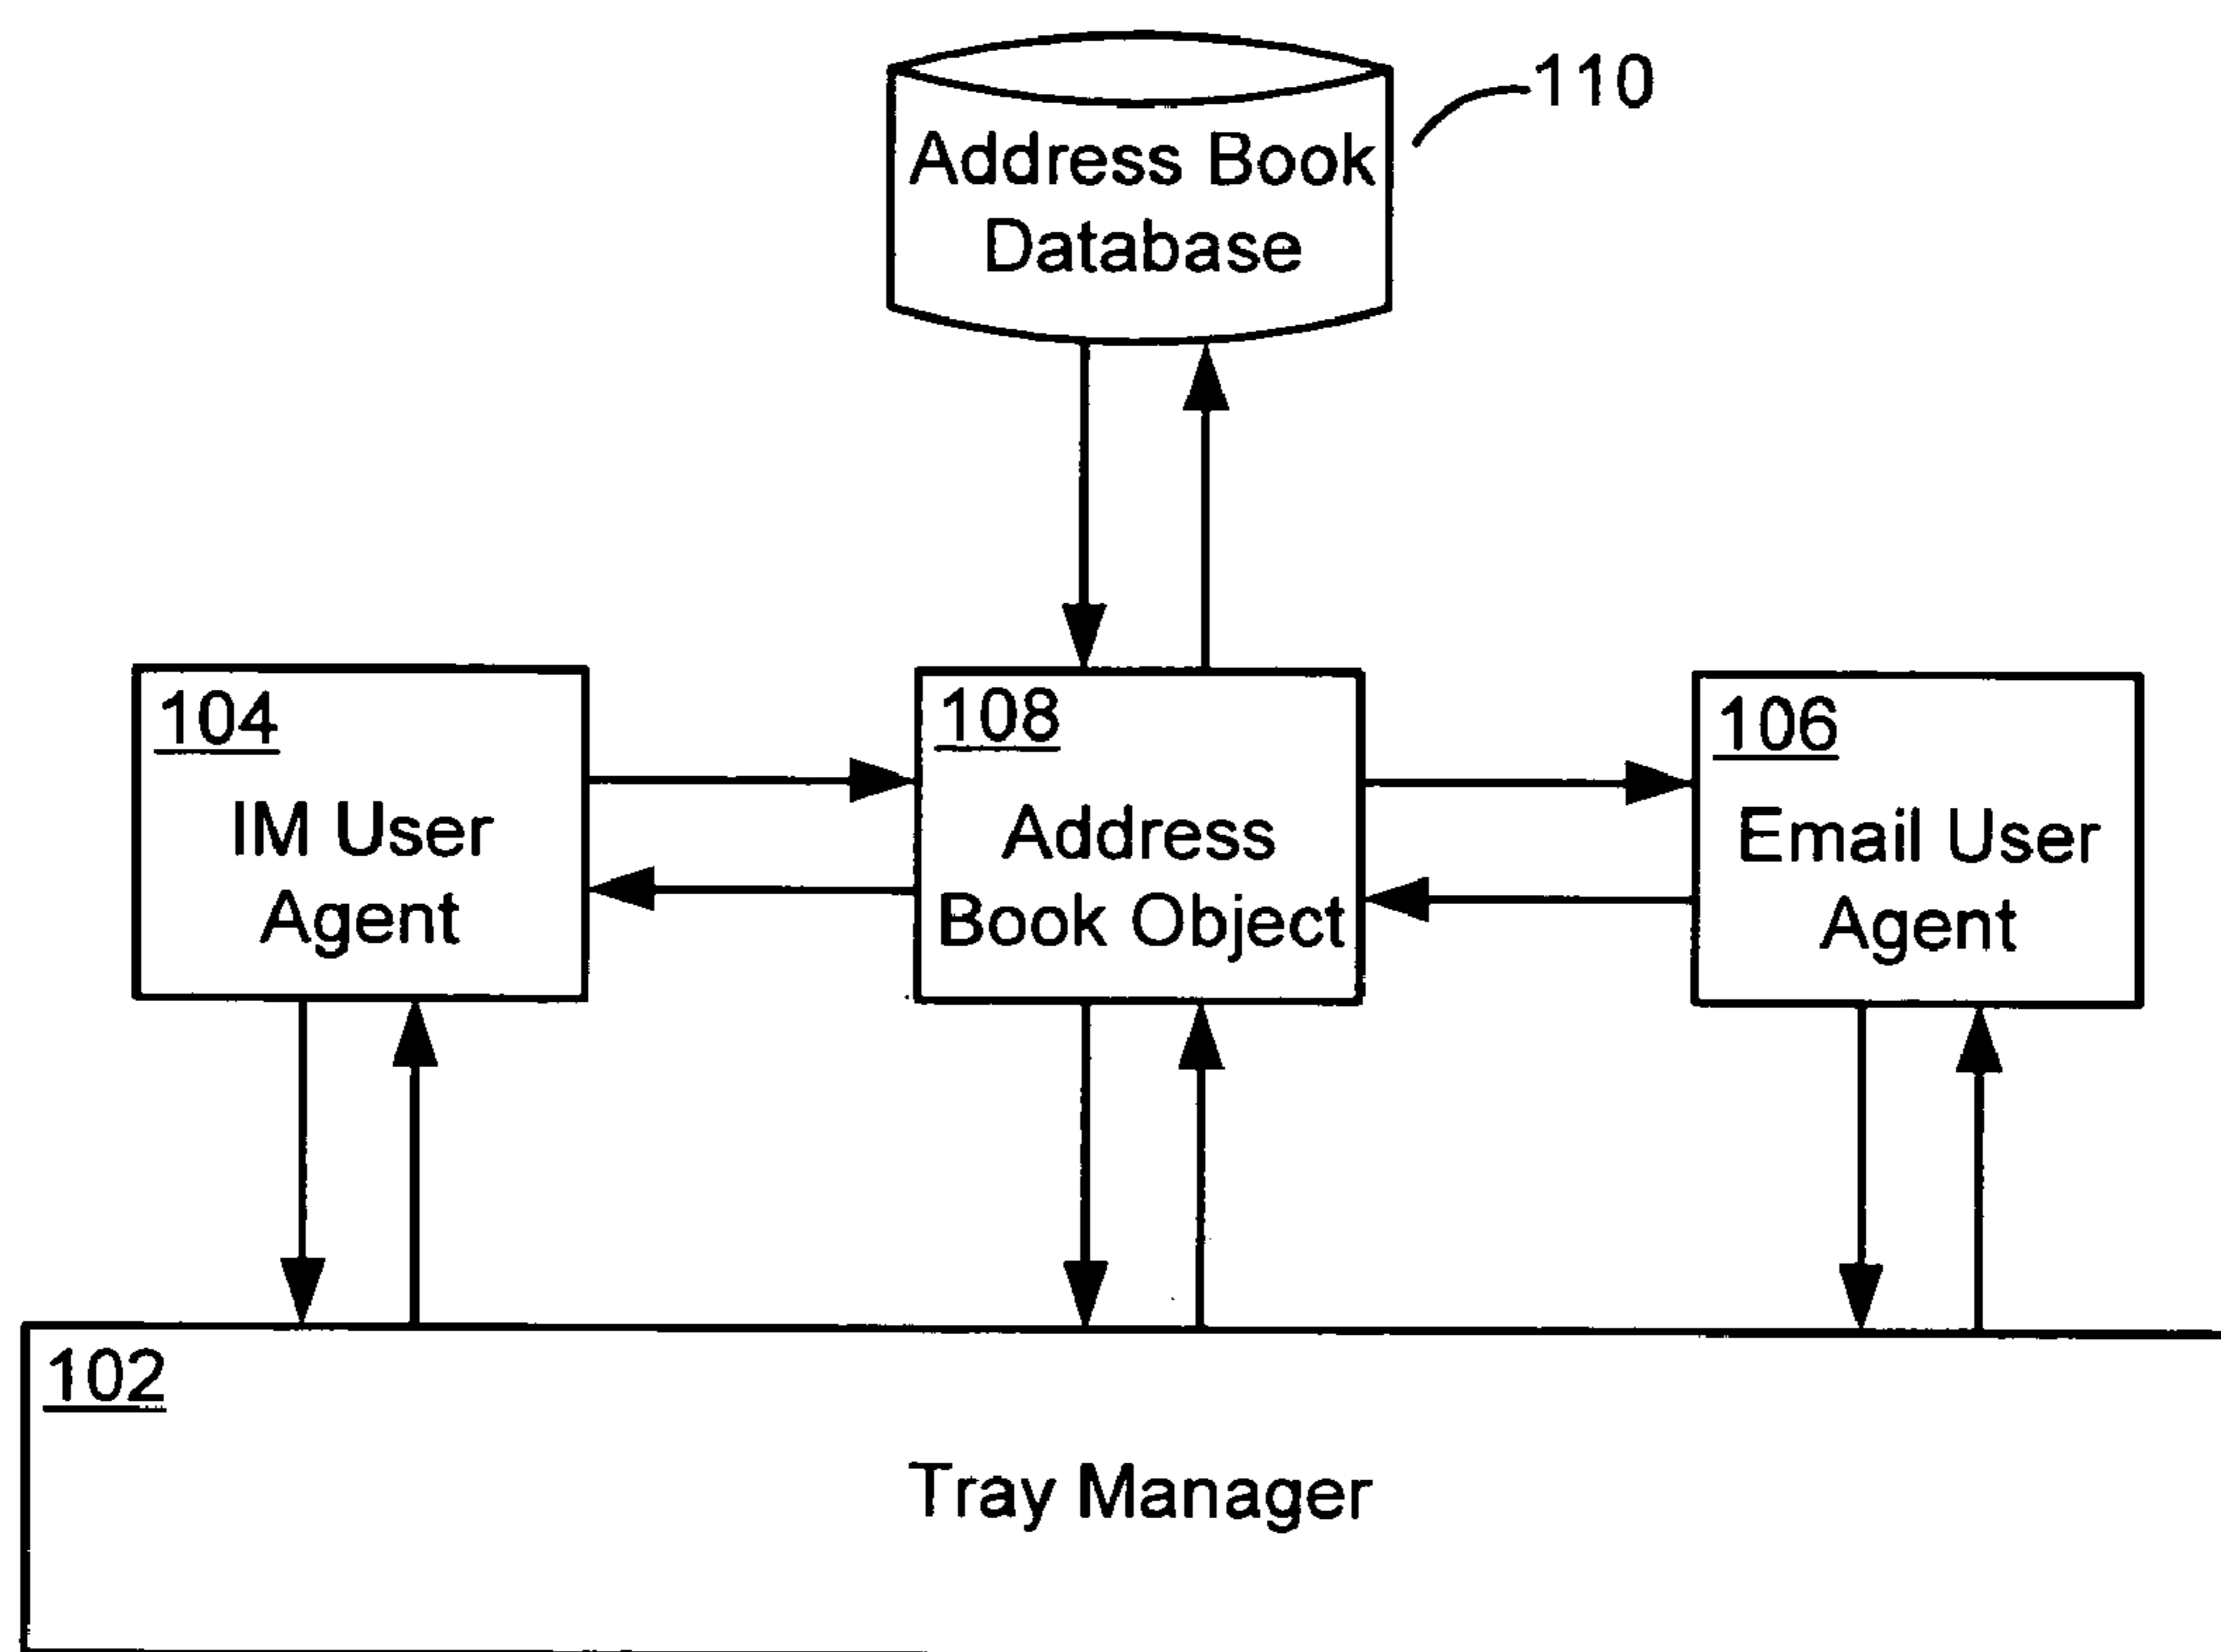 110
Address Book
Database
104
IM User
Agent
108
Address
Book Object
106
Email User
Agent
102
Tray Manager